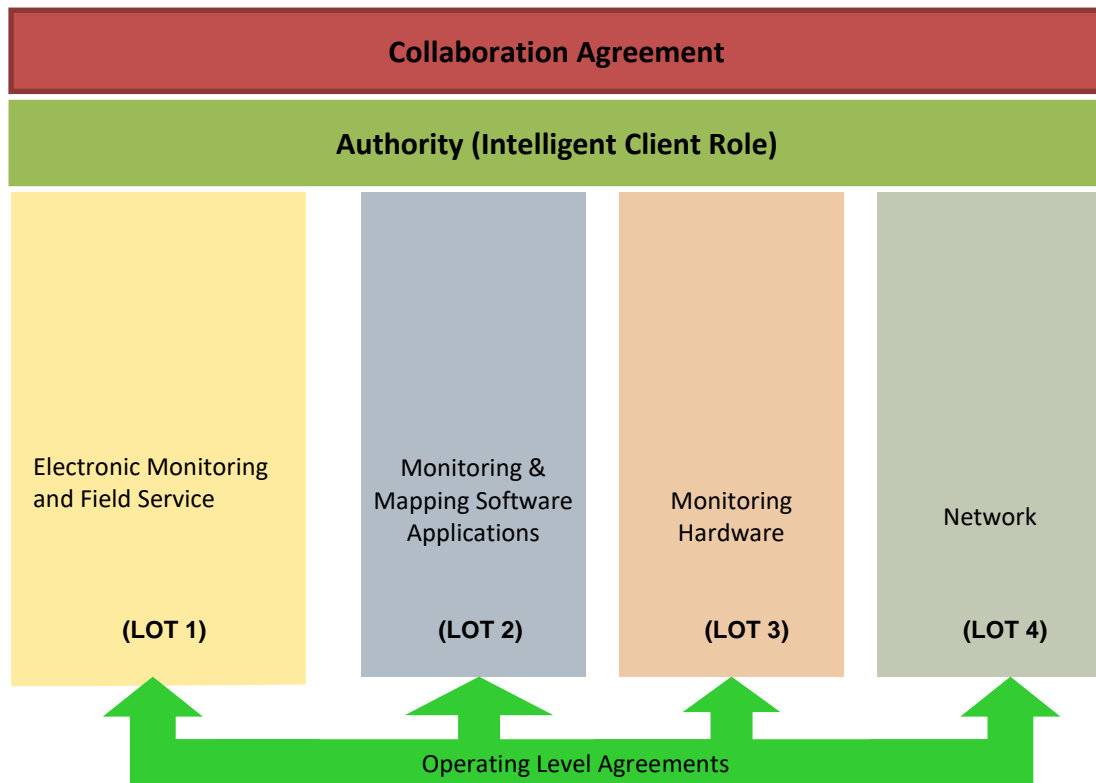 Collaboration Agreement
Authority (Intelligent Client Role)
Electronic Monitoring
and Field Service
(LOT 1)
Monitoring &
Mapping Software
Applications
(LOT 2)
Monitoring
Hardware
(LOT 3)
Network
(LOT 4)
Operating Level Agreements